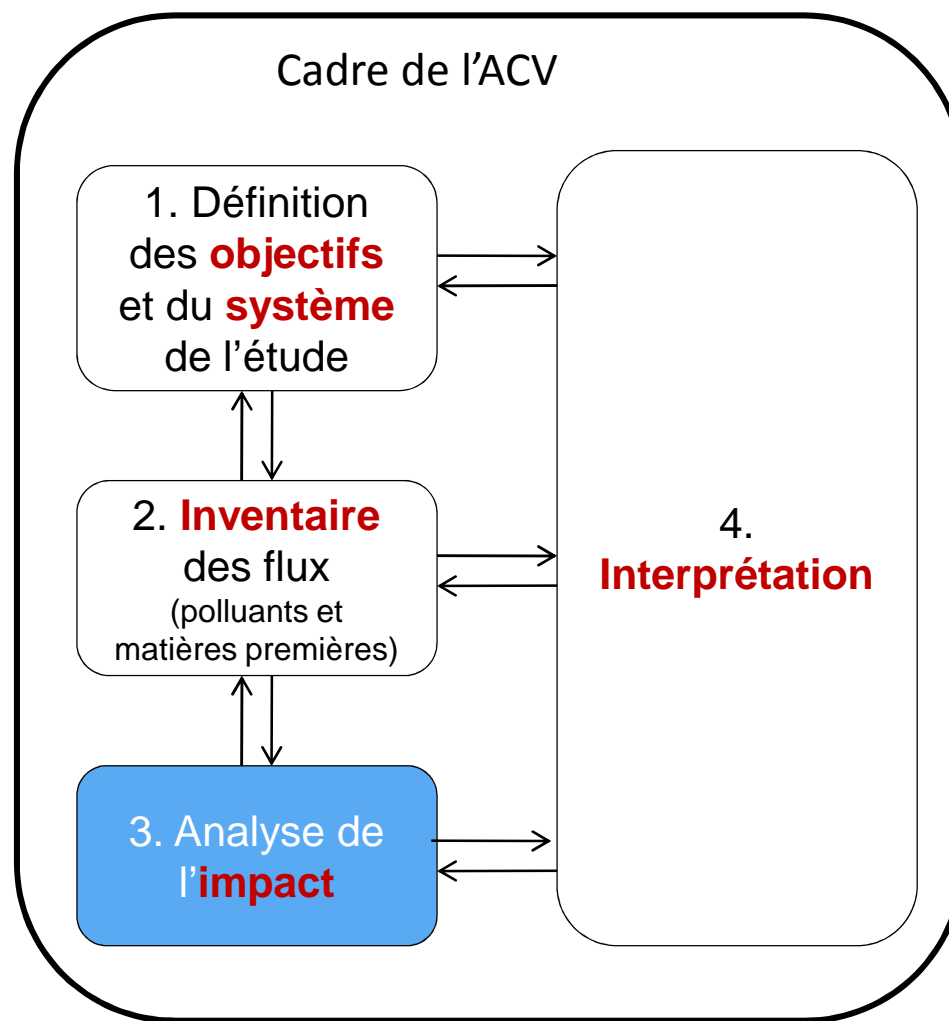 Cadre de l’ACV
1. Définition
des objectifs
et du système
de l’étude
2. Inventaire
des flux
(polluants et
matières premières)
3. Analyse de
l’impact
4.
Interprétation